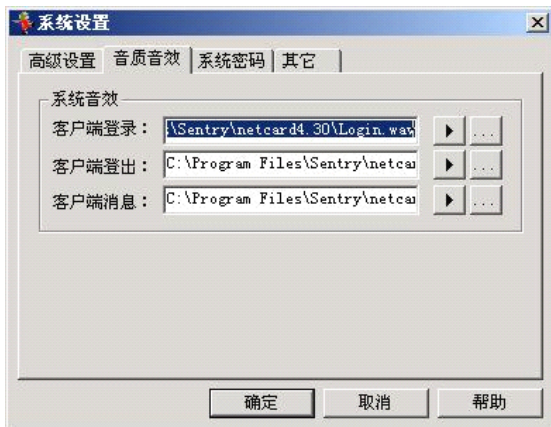 系统设置
高级设置 音质音效 系统密码 其它
系统音效
客户端登录： :\Sentry\netcard4.30\Login.wav ...
客户端登出： C:\Program Files\Sentry\netca ...
客户端消息： C:\Program Files\Sentry\netca ...
确定 取消 帮助